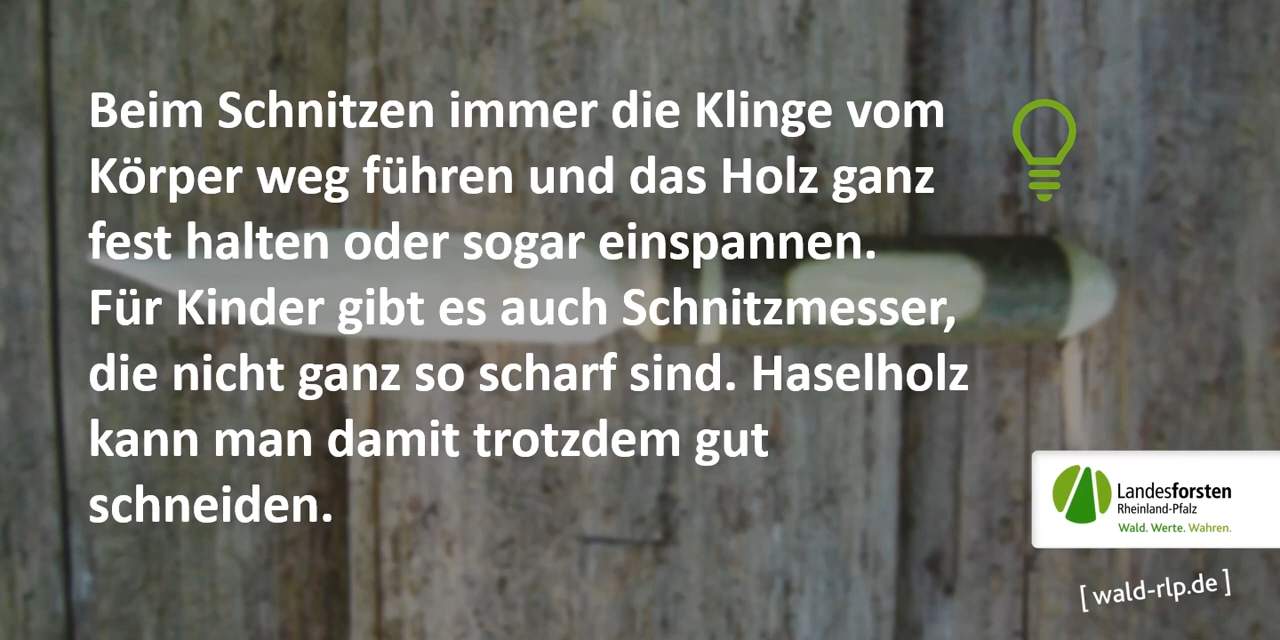 Beim Schnitzen immer die Klinge vom
Körper weg führen und das Holz ganz
fest halten oder sogar einspannen.
Für Kinder gibt es auch Schnitzmesser,
die nicht ganz so scharf sind. Haselholz
kann man damit trotzdem gut
schneiden.
Landesforsten
Rheinland-Pfalz
Wald. Werte. Wahren.
[ wald-rlp.de ]